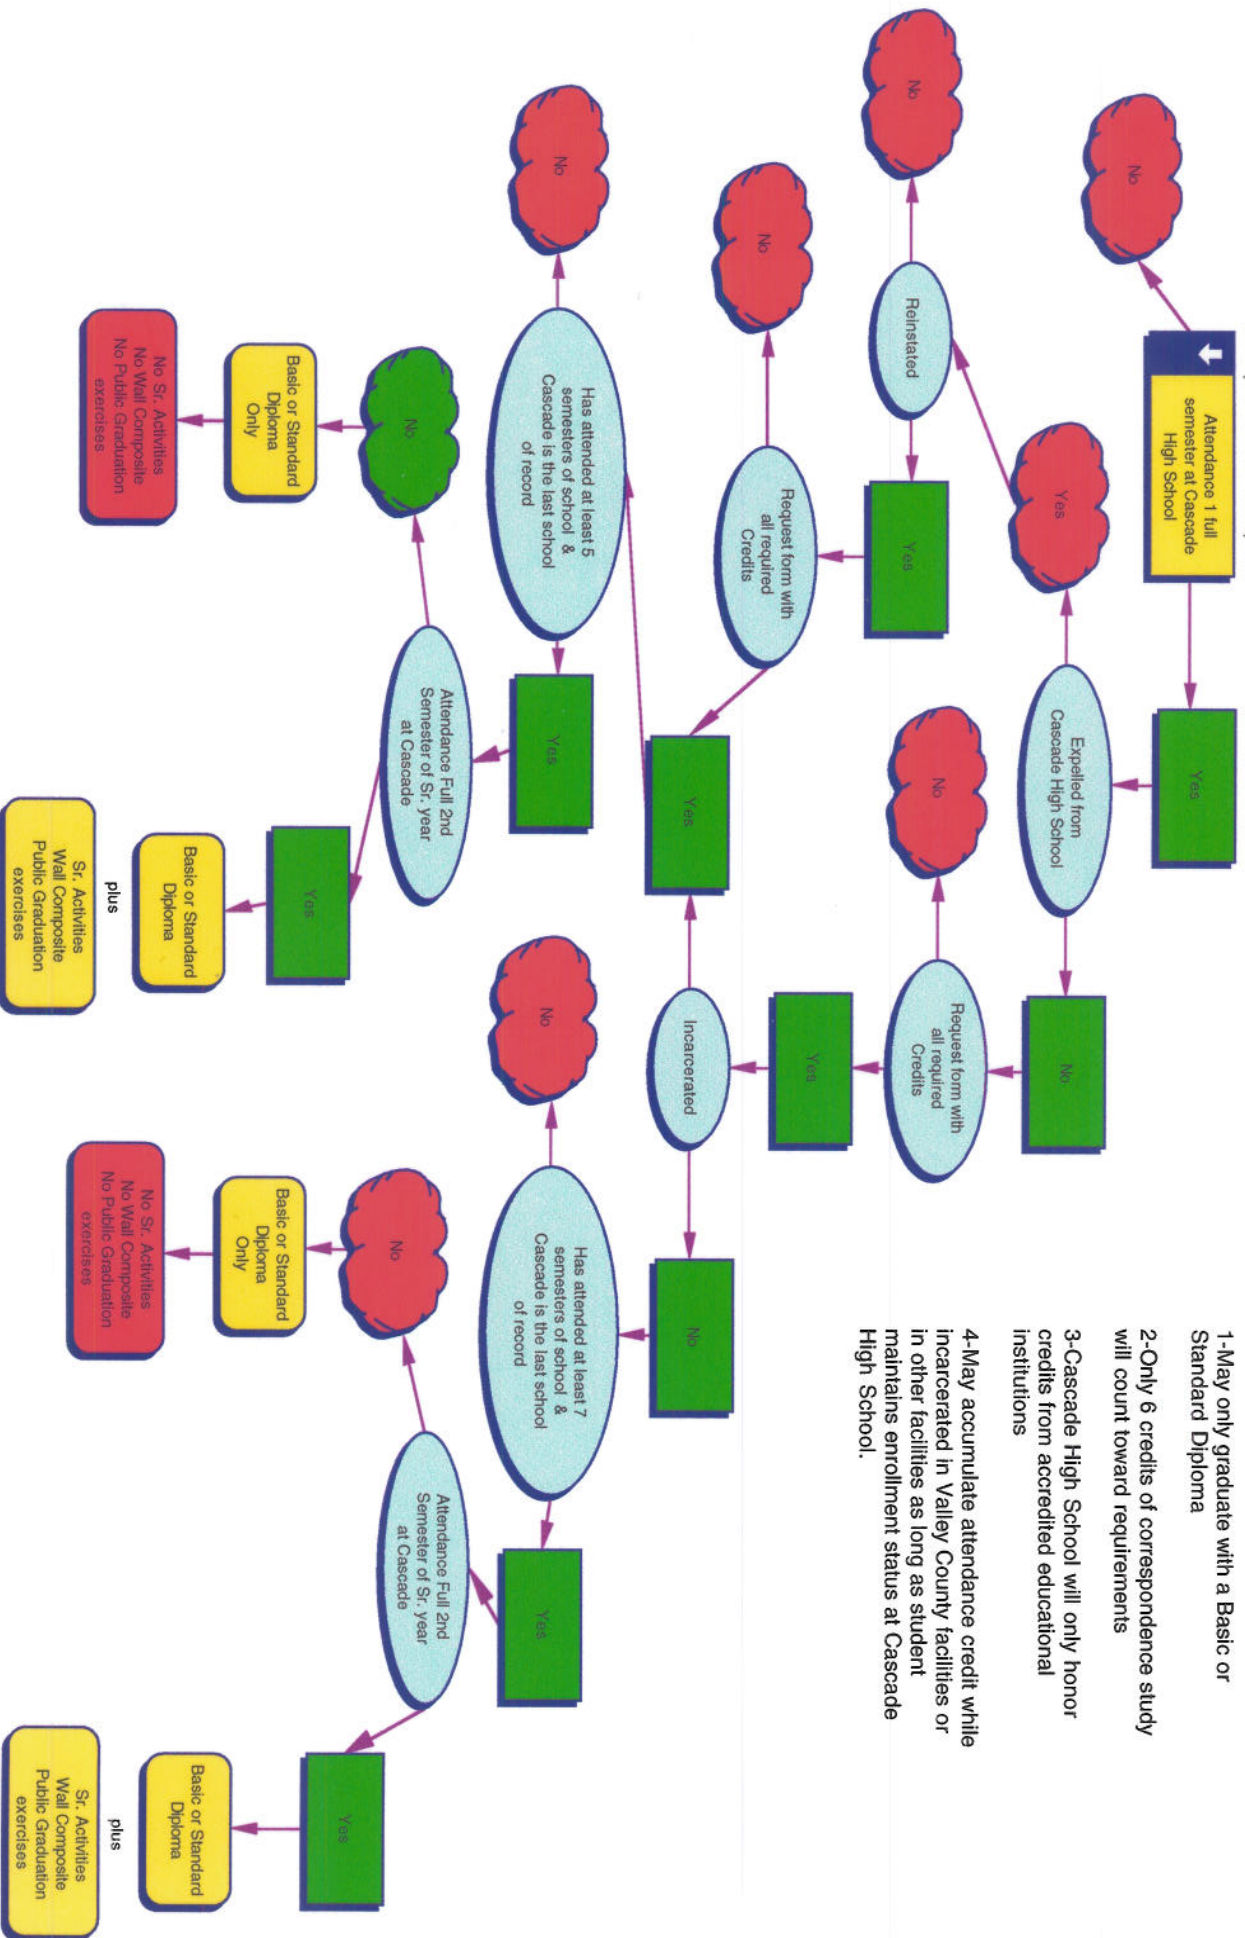 Attendance 1 full
semester at Cascade
High School
No
Yes
Expelled from
Cascade High School
Yes
No
Reinstated
No
Yes
Request form with
all required
Credits
No
Yes
Request form with
all required
Credits
No
Yes
Incarcerated
No
Has attended at least 5
semesters of school &
Cascade is the last school
of record
No
Yes
Attendance Full 2nd
Semester of Sr. year
at Cascade
No
Basic or Standard
Diploma
Only
No Sr. Activities
No Wall Composite
No Public Graduation
exercises
Yes
Basic or Standard
Diploma
plus
Sr. Activities
Wall Composite
Public Graduation
exercises
Has attended at least 7
semesters of school &
Cascade is the last school
of record
No
Yes
Attendance Full 2nd
Semester of Sr. year
at Cascade
No
Basic or Standard
Diploma
Only
No Sr. Activities
No Wall Composite
No Public Graduation
exercises
Yes
Basic or Standard
Diploma
plus
Sr. Activities
Wall Composite
Public Graduation
exercises
1-May only graduate with a Basic or
Standard Diploma
2-Only 6 credits of correspondence study
will count toward requirements
3-Cascade High School will only honor
credits from accredited educational
institutions
4-May accumulate attendance credit while
incarcerated in Valley County facilities or
in other facilities as long as student
maintains enrollment status at Cascade
High School.